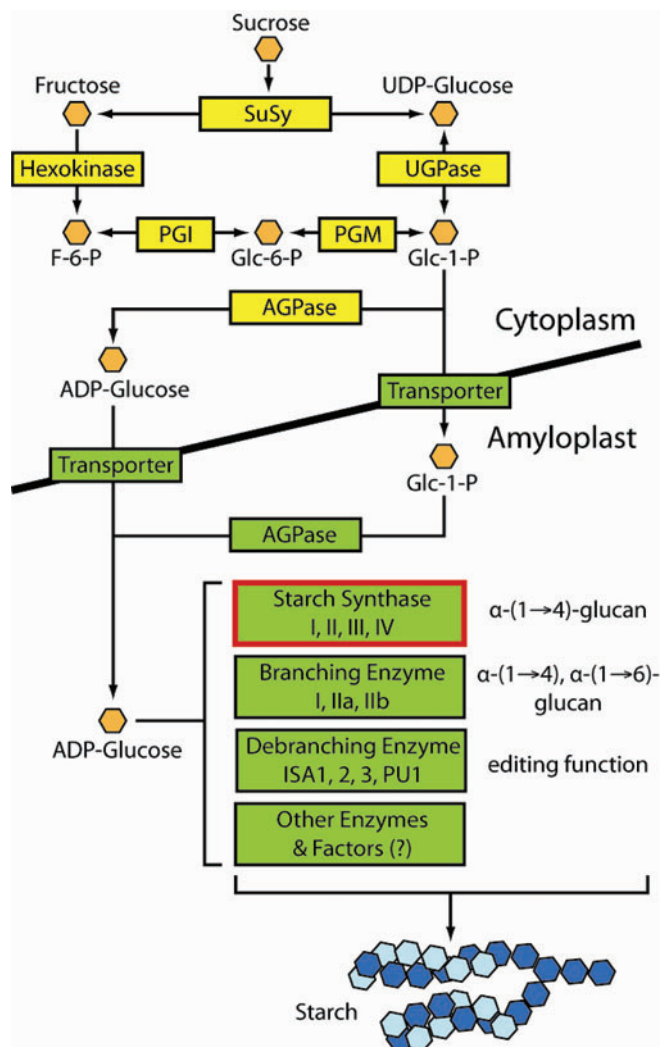 Sucrose
Fructose
UDP-Glucose
SuSy
Hexokinase
UGPase
PGI
PGM
F-6-P
Glc-6-P
Glc-1-P
AGPase
Cytoplasm
ADP-Glucose
Transporter
Amyloplast
Transporter
Glc-1-P
AGPase
Starch Synthase
I, II, III, IV
α-(1→4)-glucan
Branching Enzyme
I, IIa, IIb
α-(1→4), α-(1→6)-
glucan
ADP-Glucose
Debranching Enzyme
ISA1, 2, 3, PU1
editing function
Other Enzymes
& Factors (?)
Starch